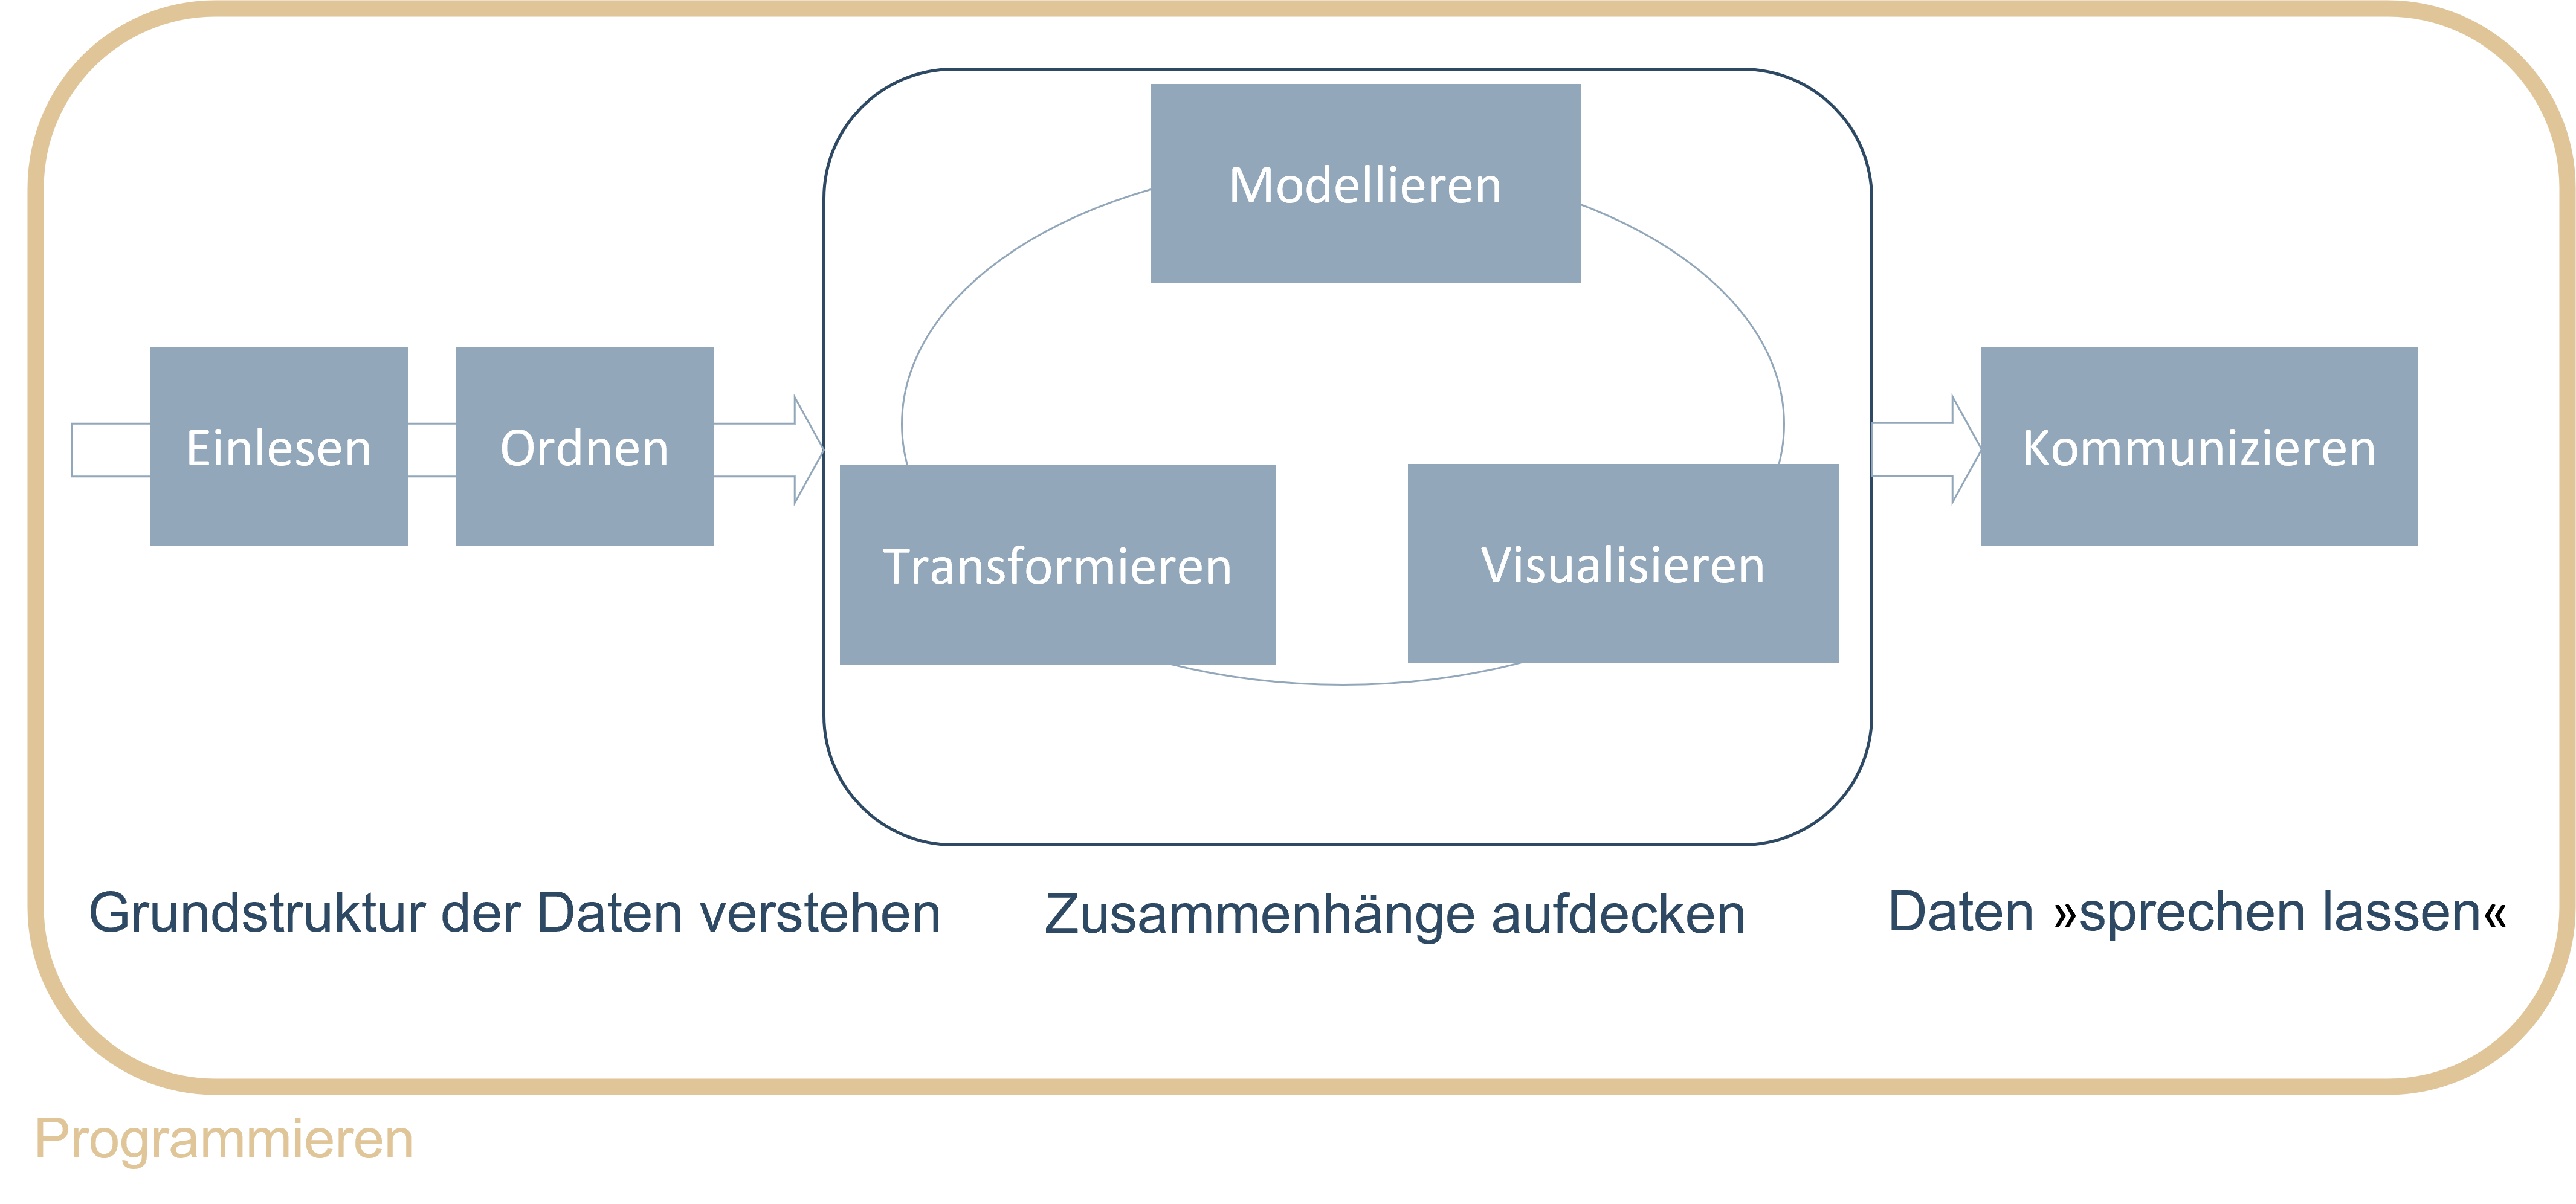 Modellieren
Einlesen
Ordnen
Transformieren
Visualisieren
Kommunizieren
Grundstruktur der Daten verstehen
Zusammenhänge aufdecken
Daten »sprechen lassen«
Programmieren